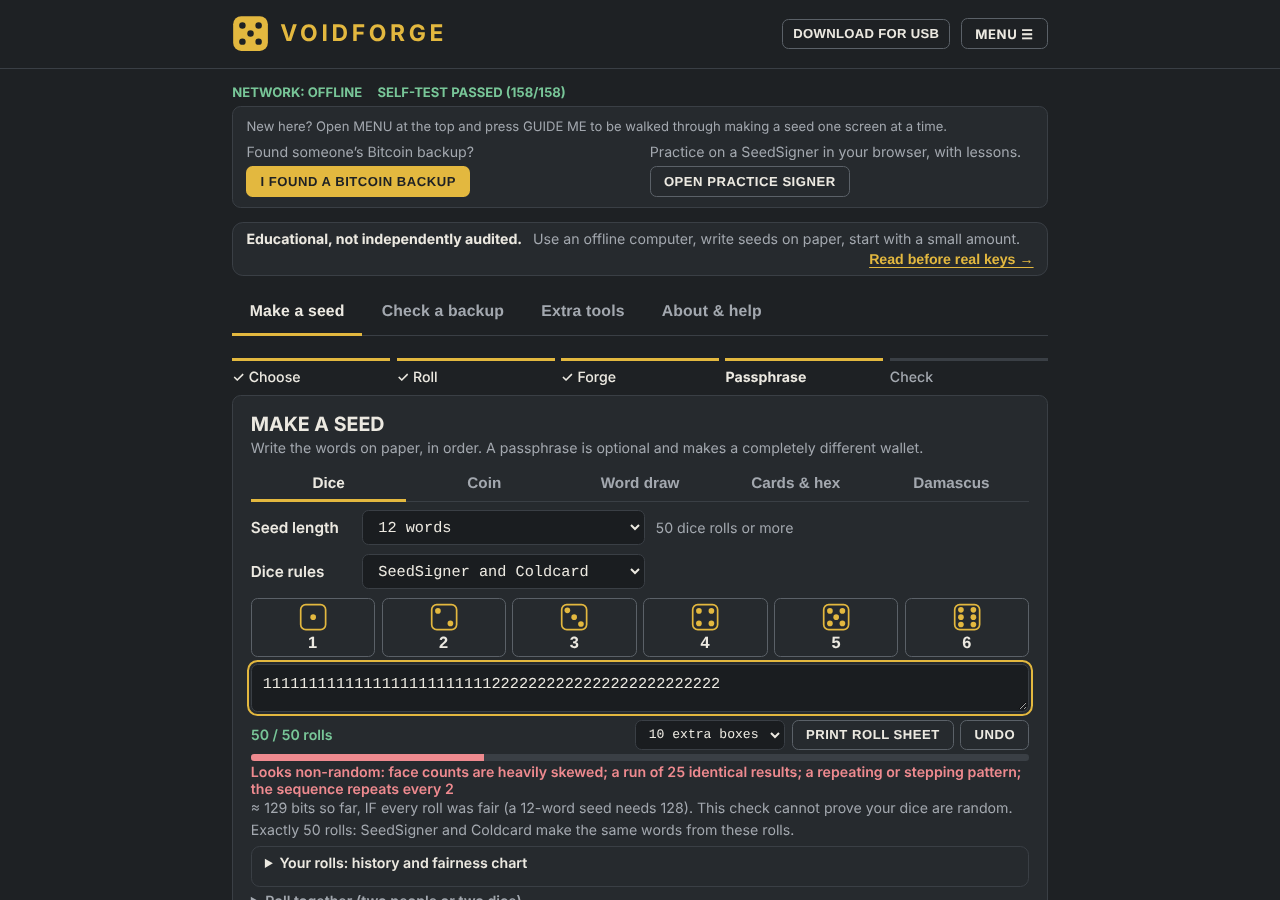 VOIDFORGE
DOWNLOAD FOR USB
MENU ☰
NETWORK: OFFLINE SELF-TEST PASSED (158/158)
New here? Open MENU at the top and press GUIDE ME to be walked through making a seed one screen at a time.
Found someone’s Bitcoin backup?
I FOUND A BITCOIN BACKUP
Practice on a SeedSigner in your browser, with lessons.
OPEN PRACTICE SIGNER
Educational, not independently audited. Use an offline computer, write seeds on paper, start with a small amount.
Read before real keys →
Make a seed Check a backup Extra tools About & help
✓ Choose ✓ Roll ✓ Forge Passphrase Check
MAKE A SEED
Write the words on paper, in order. A passphrase is optional and makes a completely different wallet.
Dice Coin Word draw Cards & hex Damascus
Seed length 12 words 50 dice rolls or more
Dice rules SeedSigner and Coldcard
1 2 3 4 5 6
11111111111111111111111112222222222222222222222222
50 / 50 rolls 10 extra boxes PRINT ROLL SHEET UNDO
Looks non-random: face counts are heavily skewed; a run of 25 identical results; a repeating or stepping pattern;
the sequence repeats every 2
≈ 129 bits so far, IF every roll was fair (a 12-word seed needs 128). This check cannot prove your dice are random.
Exactly 50 rolls: SeedSigner and Coldcard make the same words from these rolls.
▶ Your rolls: history and fairness chart
▶ Roll together (two people or two dice)